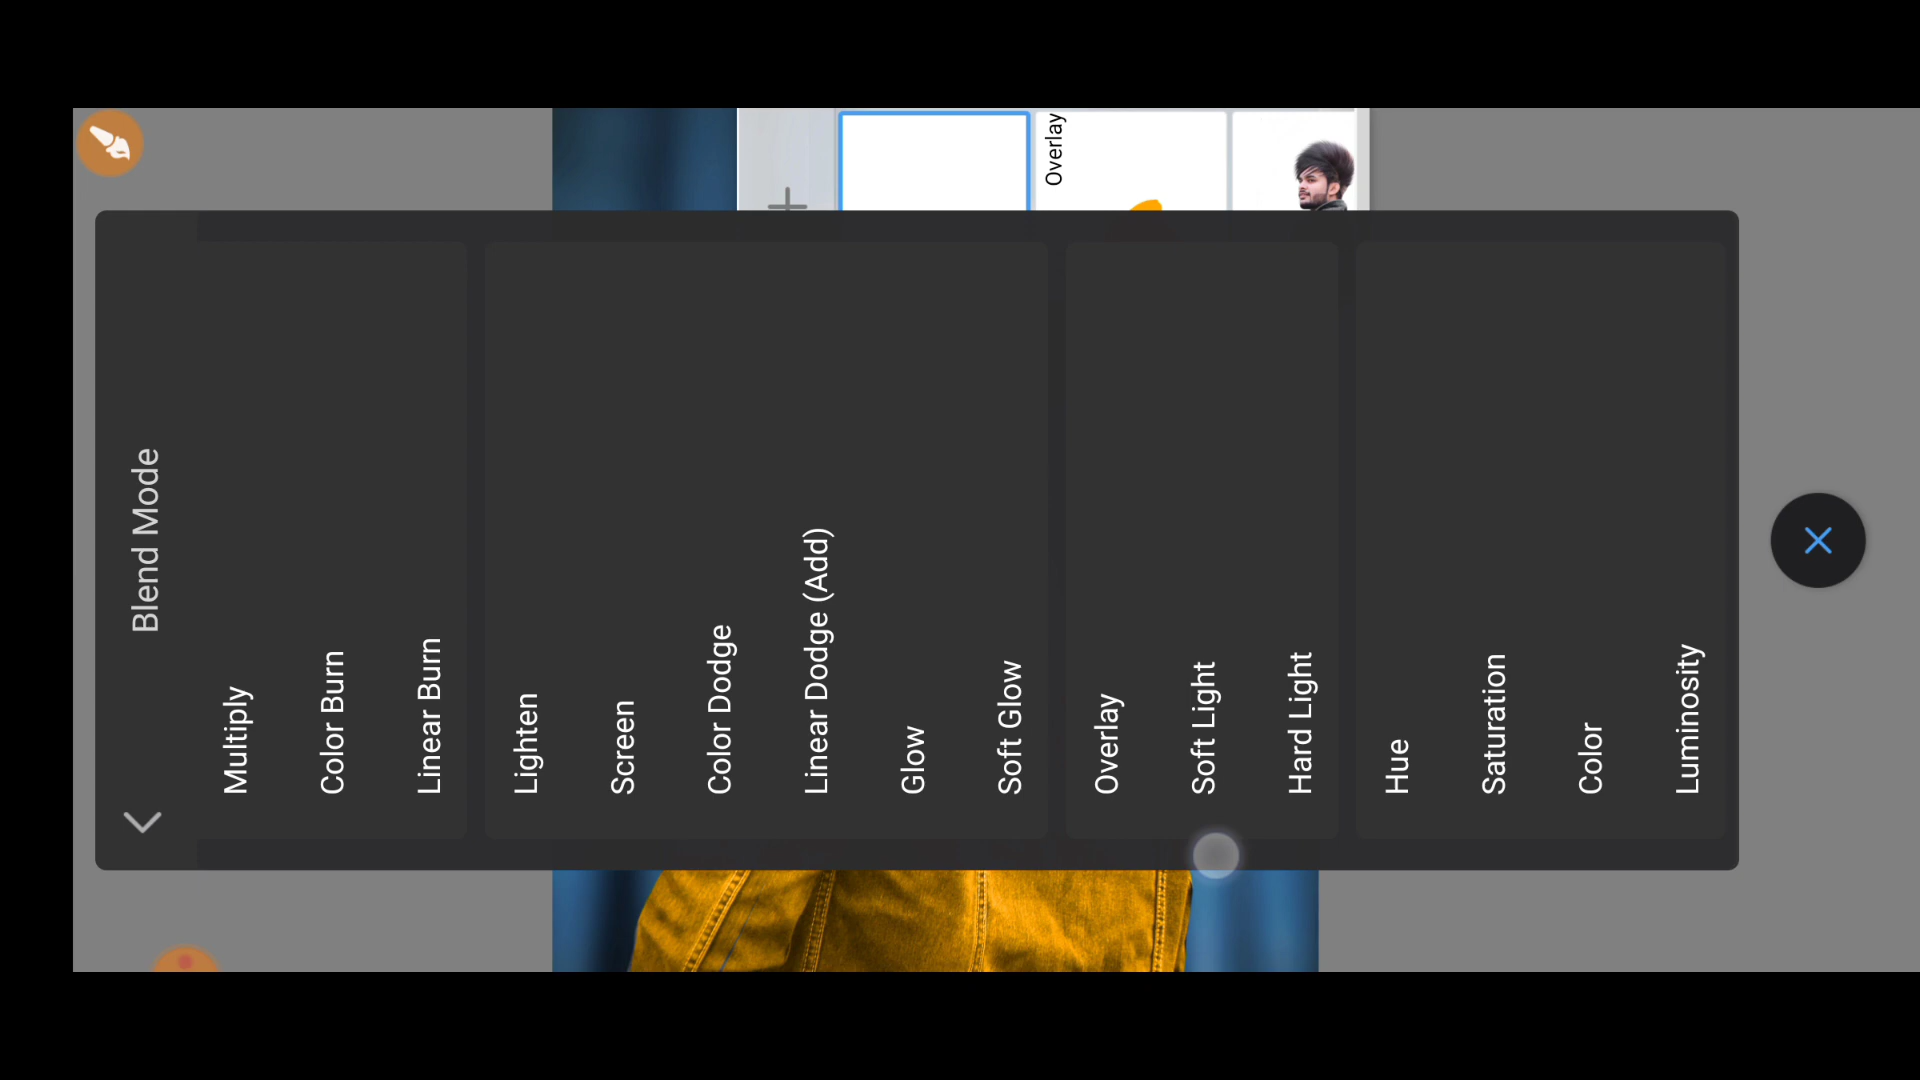 Overlay
Blend Mode
Multiply
Color Burn
Linear Burn
Lighten
Screen
Color Dodge
Linear Dodge (Add)
Glow
Soft Glow
Overlay
Soft Light
Hard Light
Hue
Saturation
Color
Luminosity